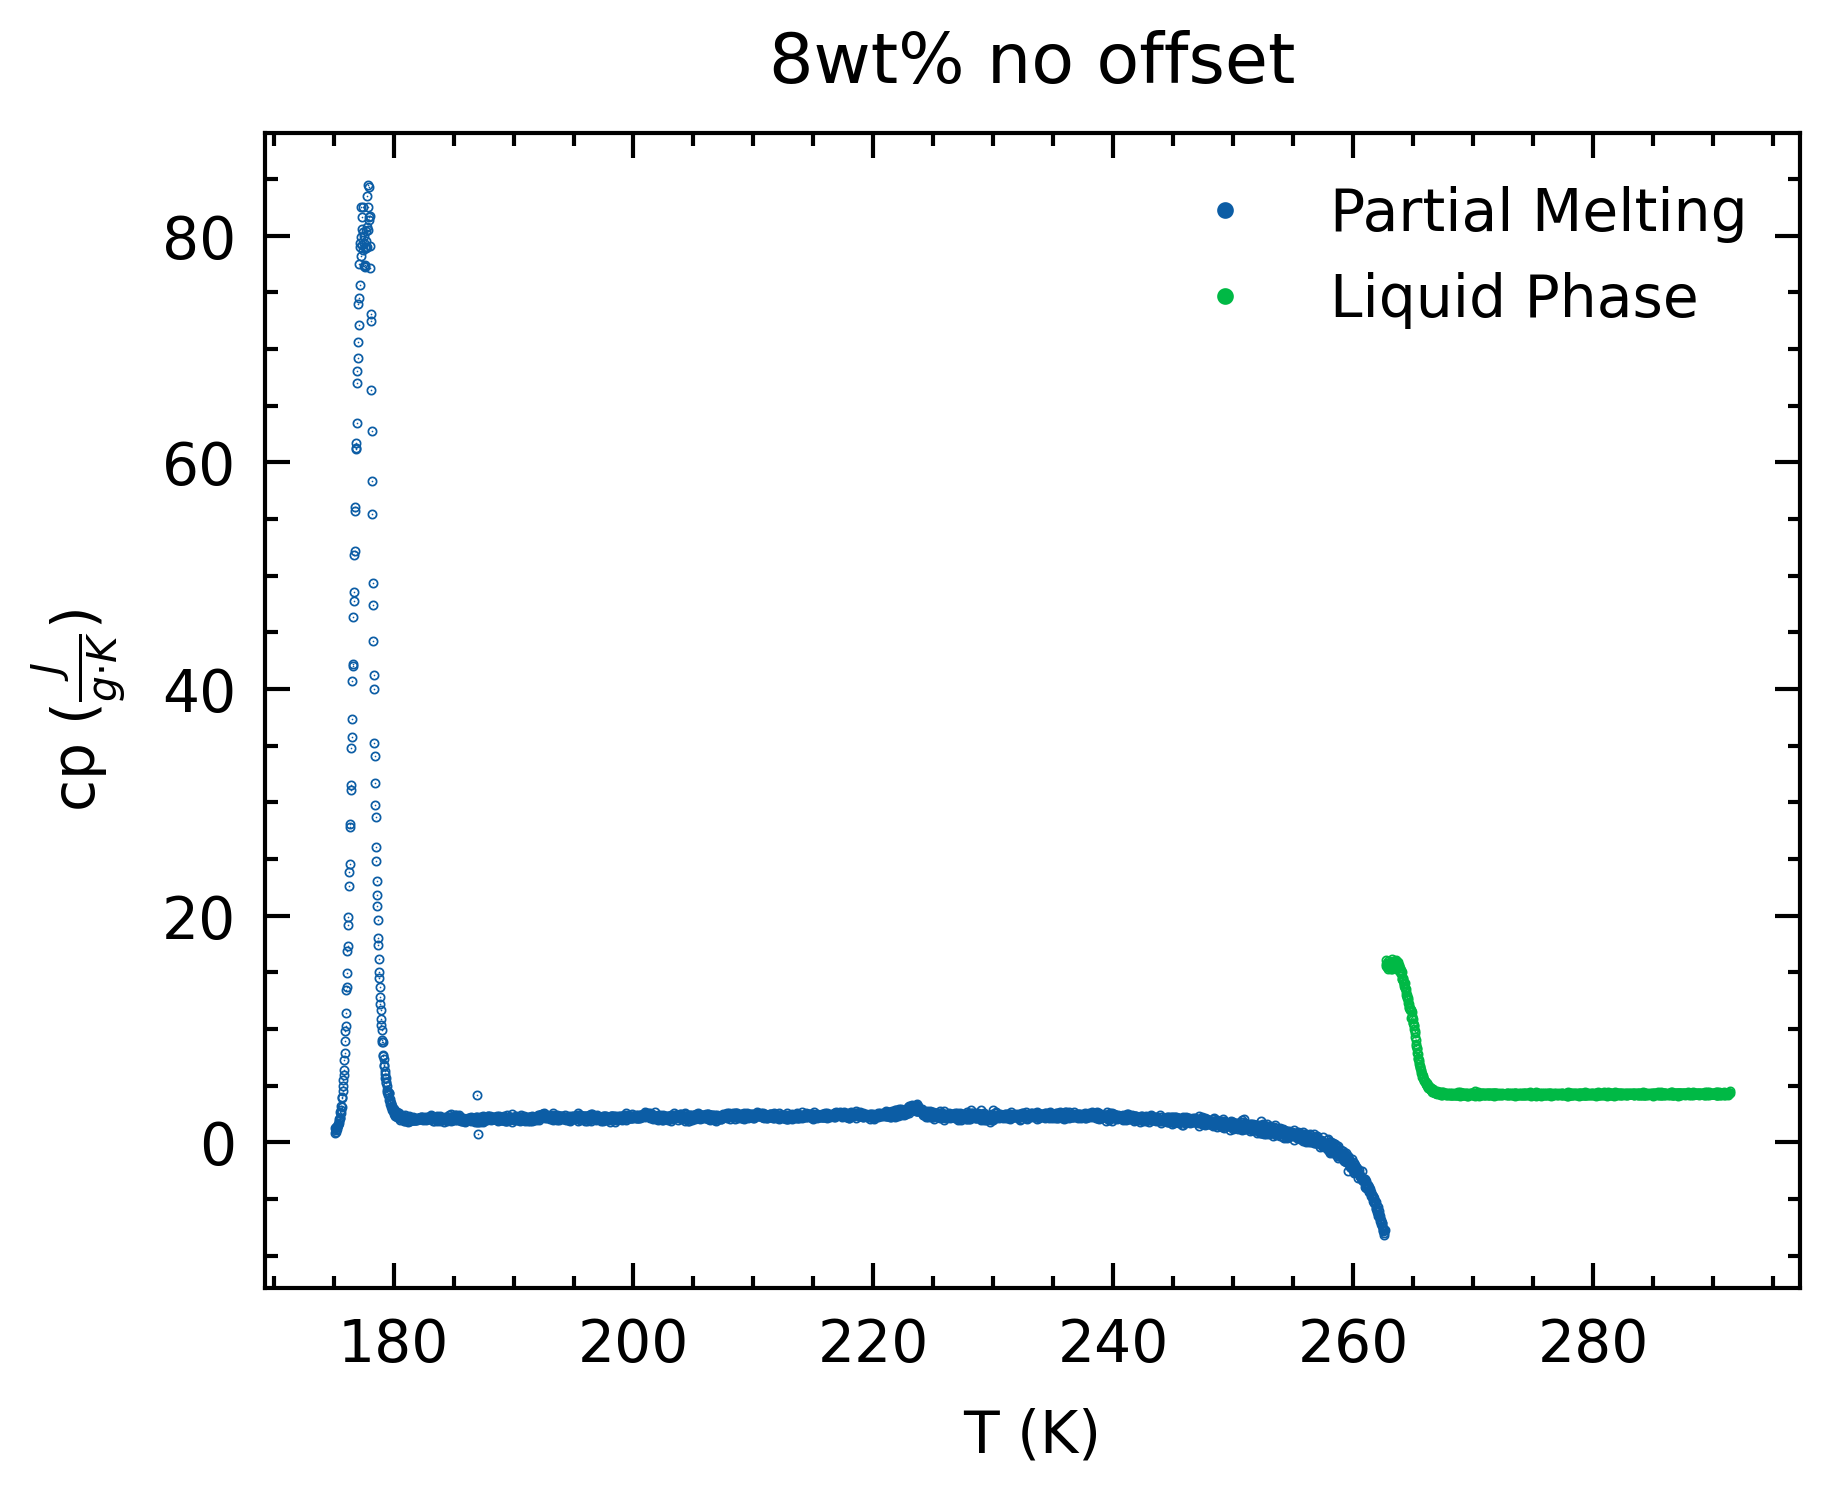 8wt% no offset
Partial Melting
Liquid Phase
80
60
40
20
0
cp (J/g·K)
180 200 220 240 260 280
T (K)